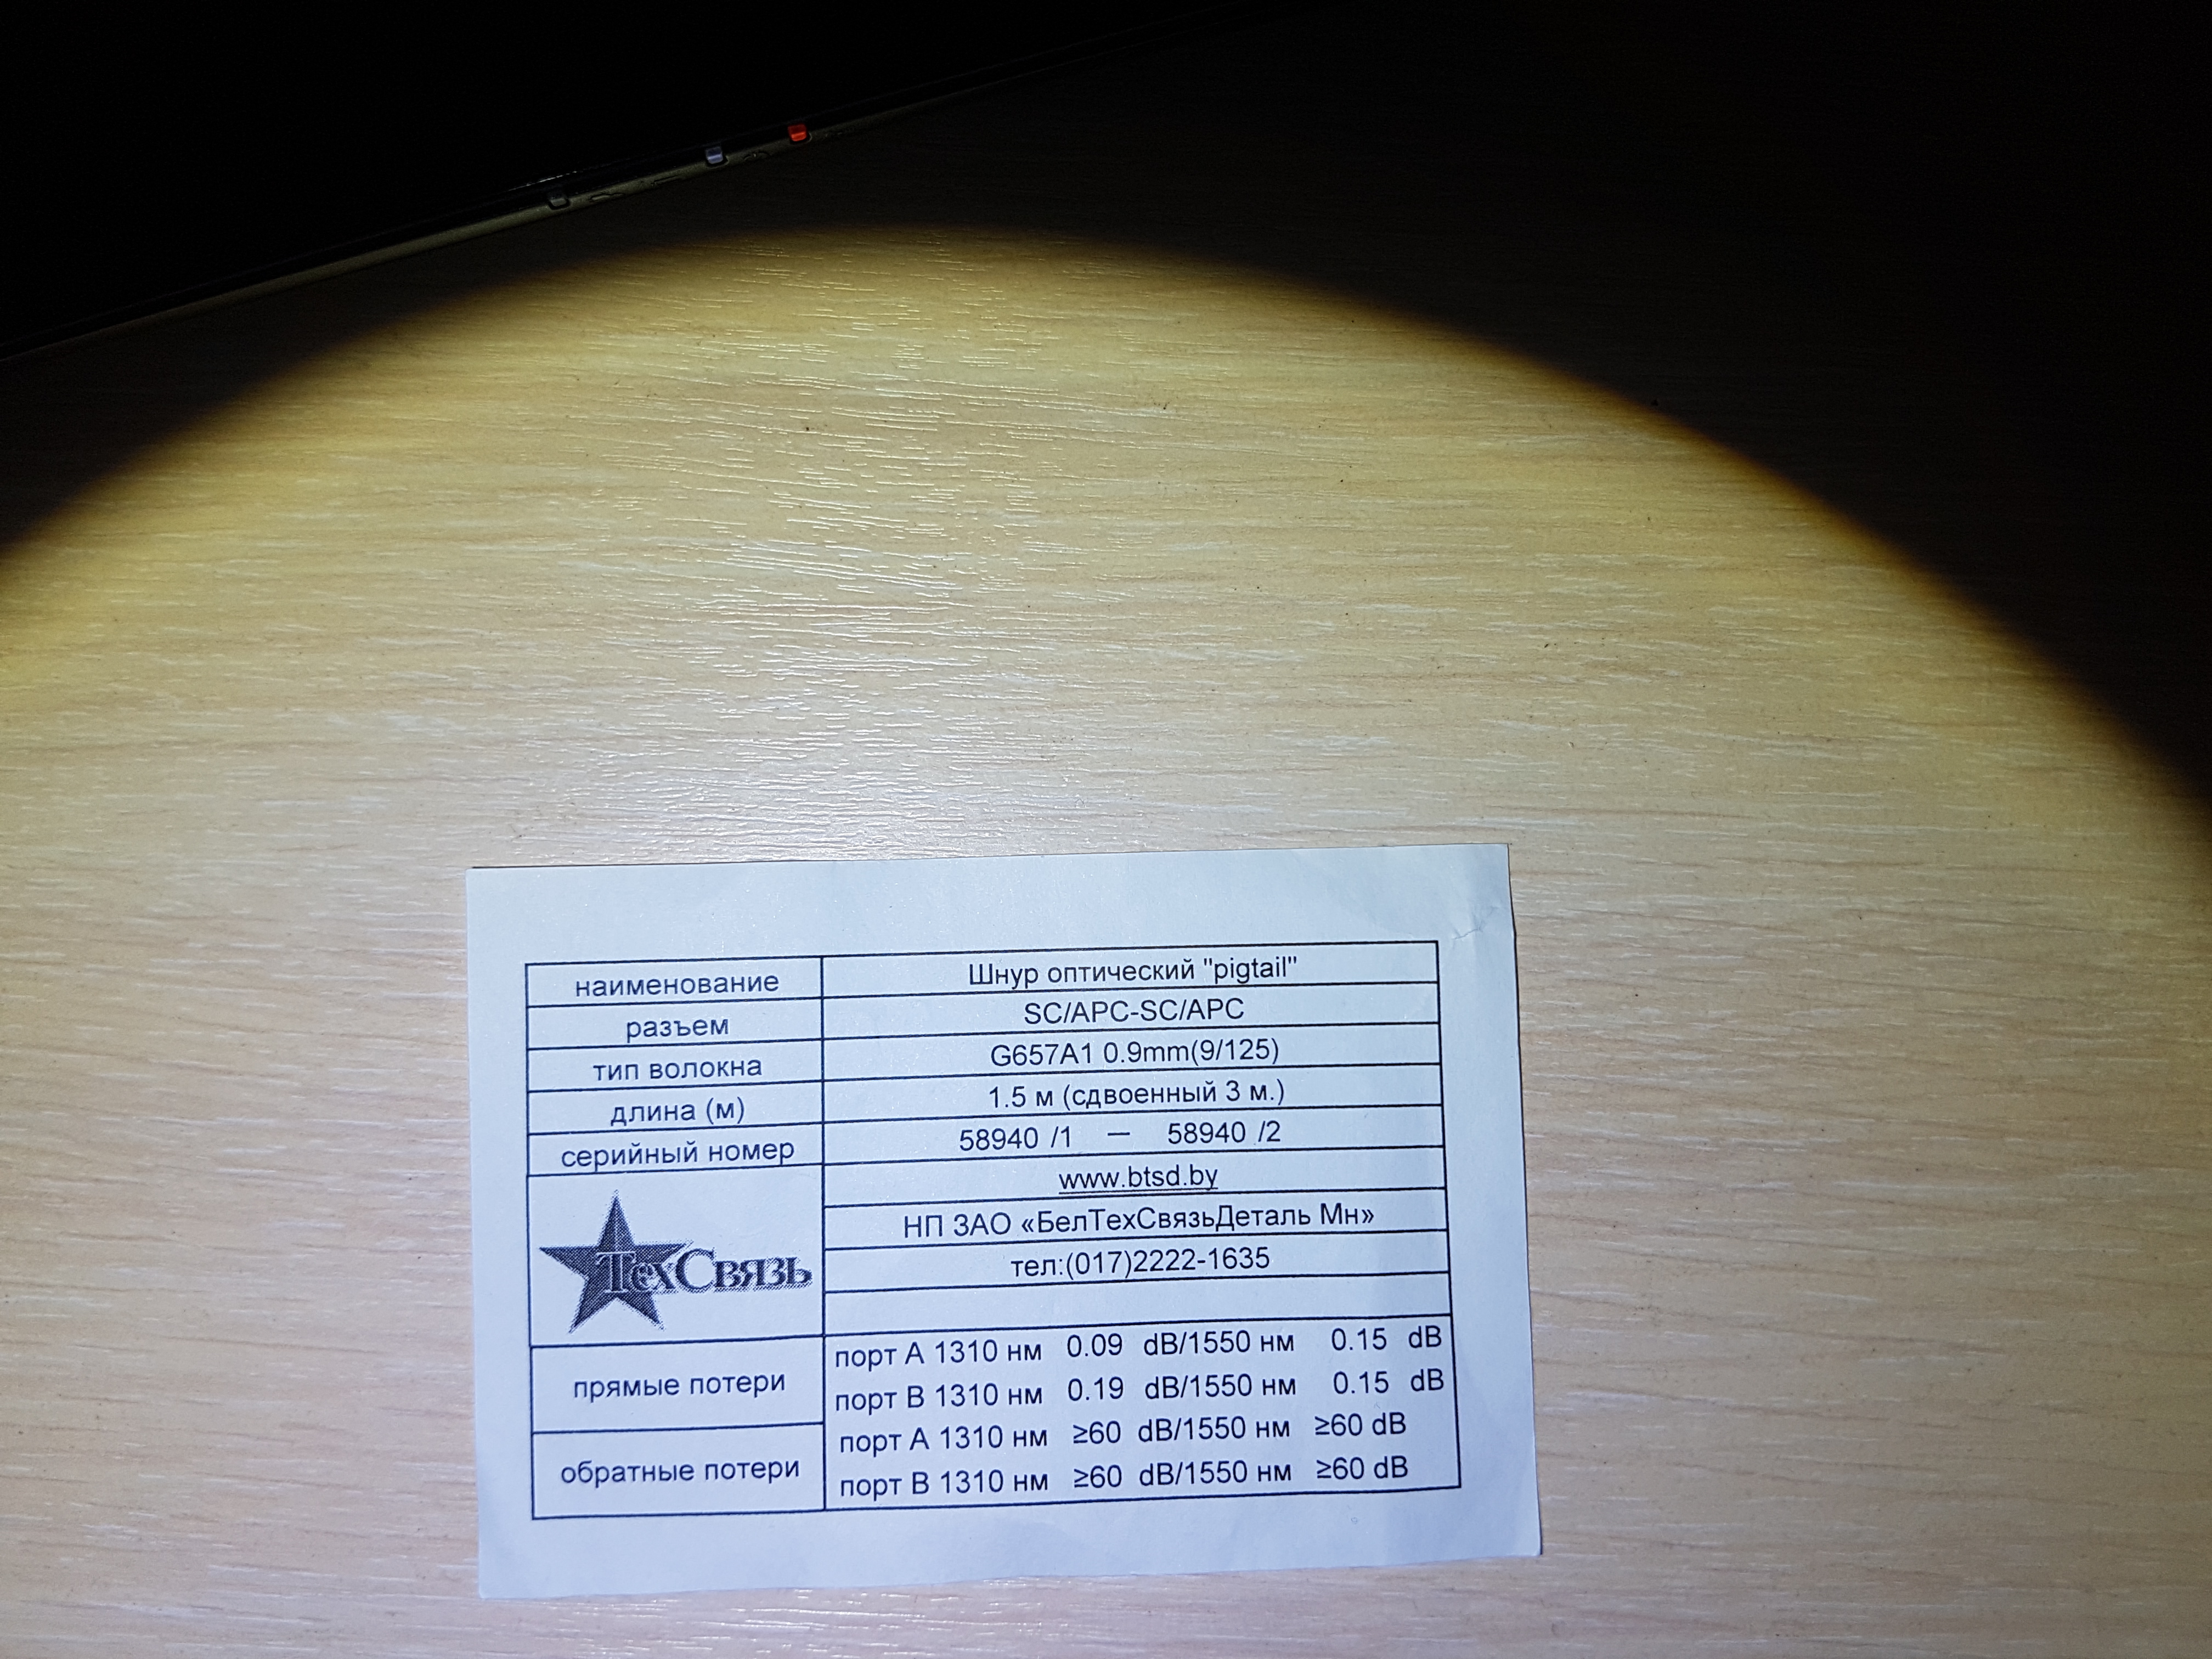 наименование Шнур оптический "pigtail"
разъем SC/APC-SC/APC
тип волокна G657A1 0.9mm(9/125)
длина (м) 1.5 м (сдвоенный 3 м.)
серийный номер 58940 /1 — 58940 /2
www.btsd.by
ТехСвязь
НП ЗАО «БелТехСвязьДеталь Мн»
тел:(017)2222-1635
прямые потери
порт А 1310 нм 0.09 dB/1550 нм 0.15 dB
порт В 1310 нм 0.19 dB/1550 нм 0.15 dB
обратные потери
порт А 1310 нм ≥60 dB/1550 нм ≥60 dB
порт В 1310 нм ≥60 dB/1550 нм ≥60 dB